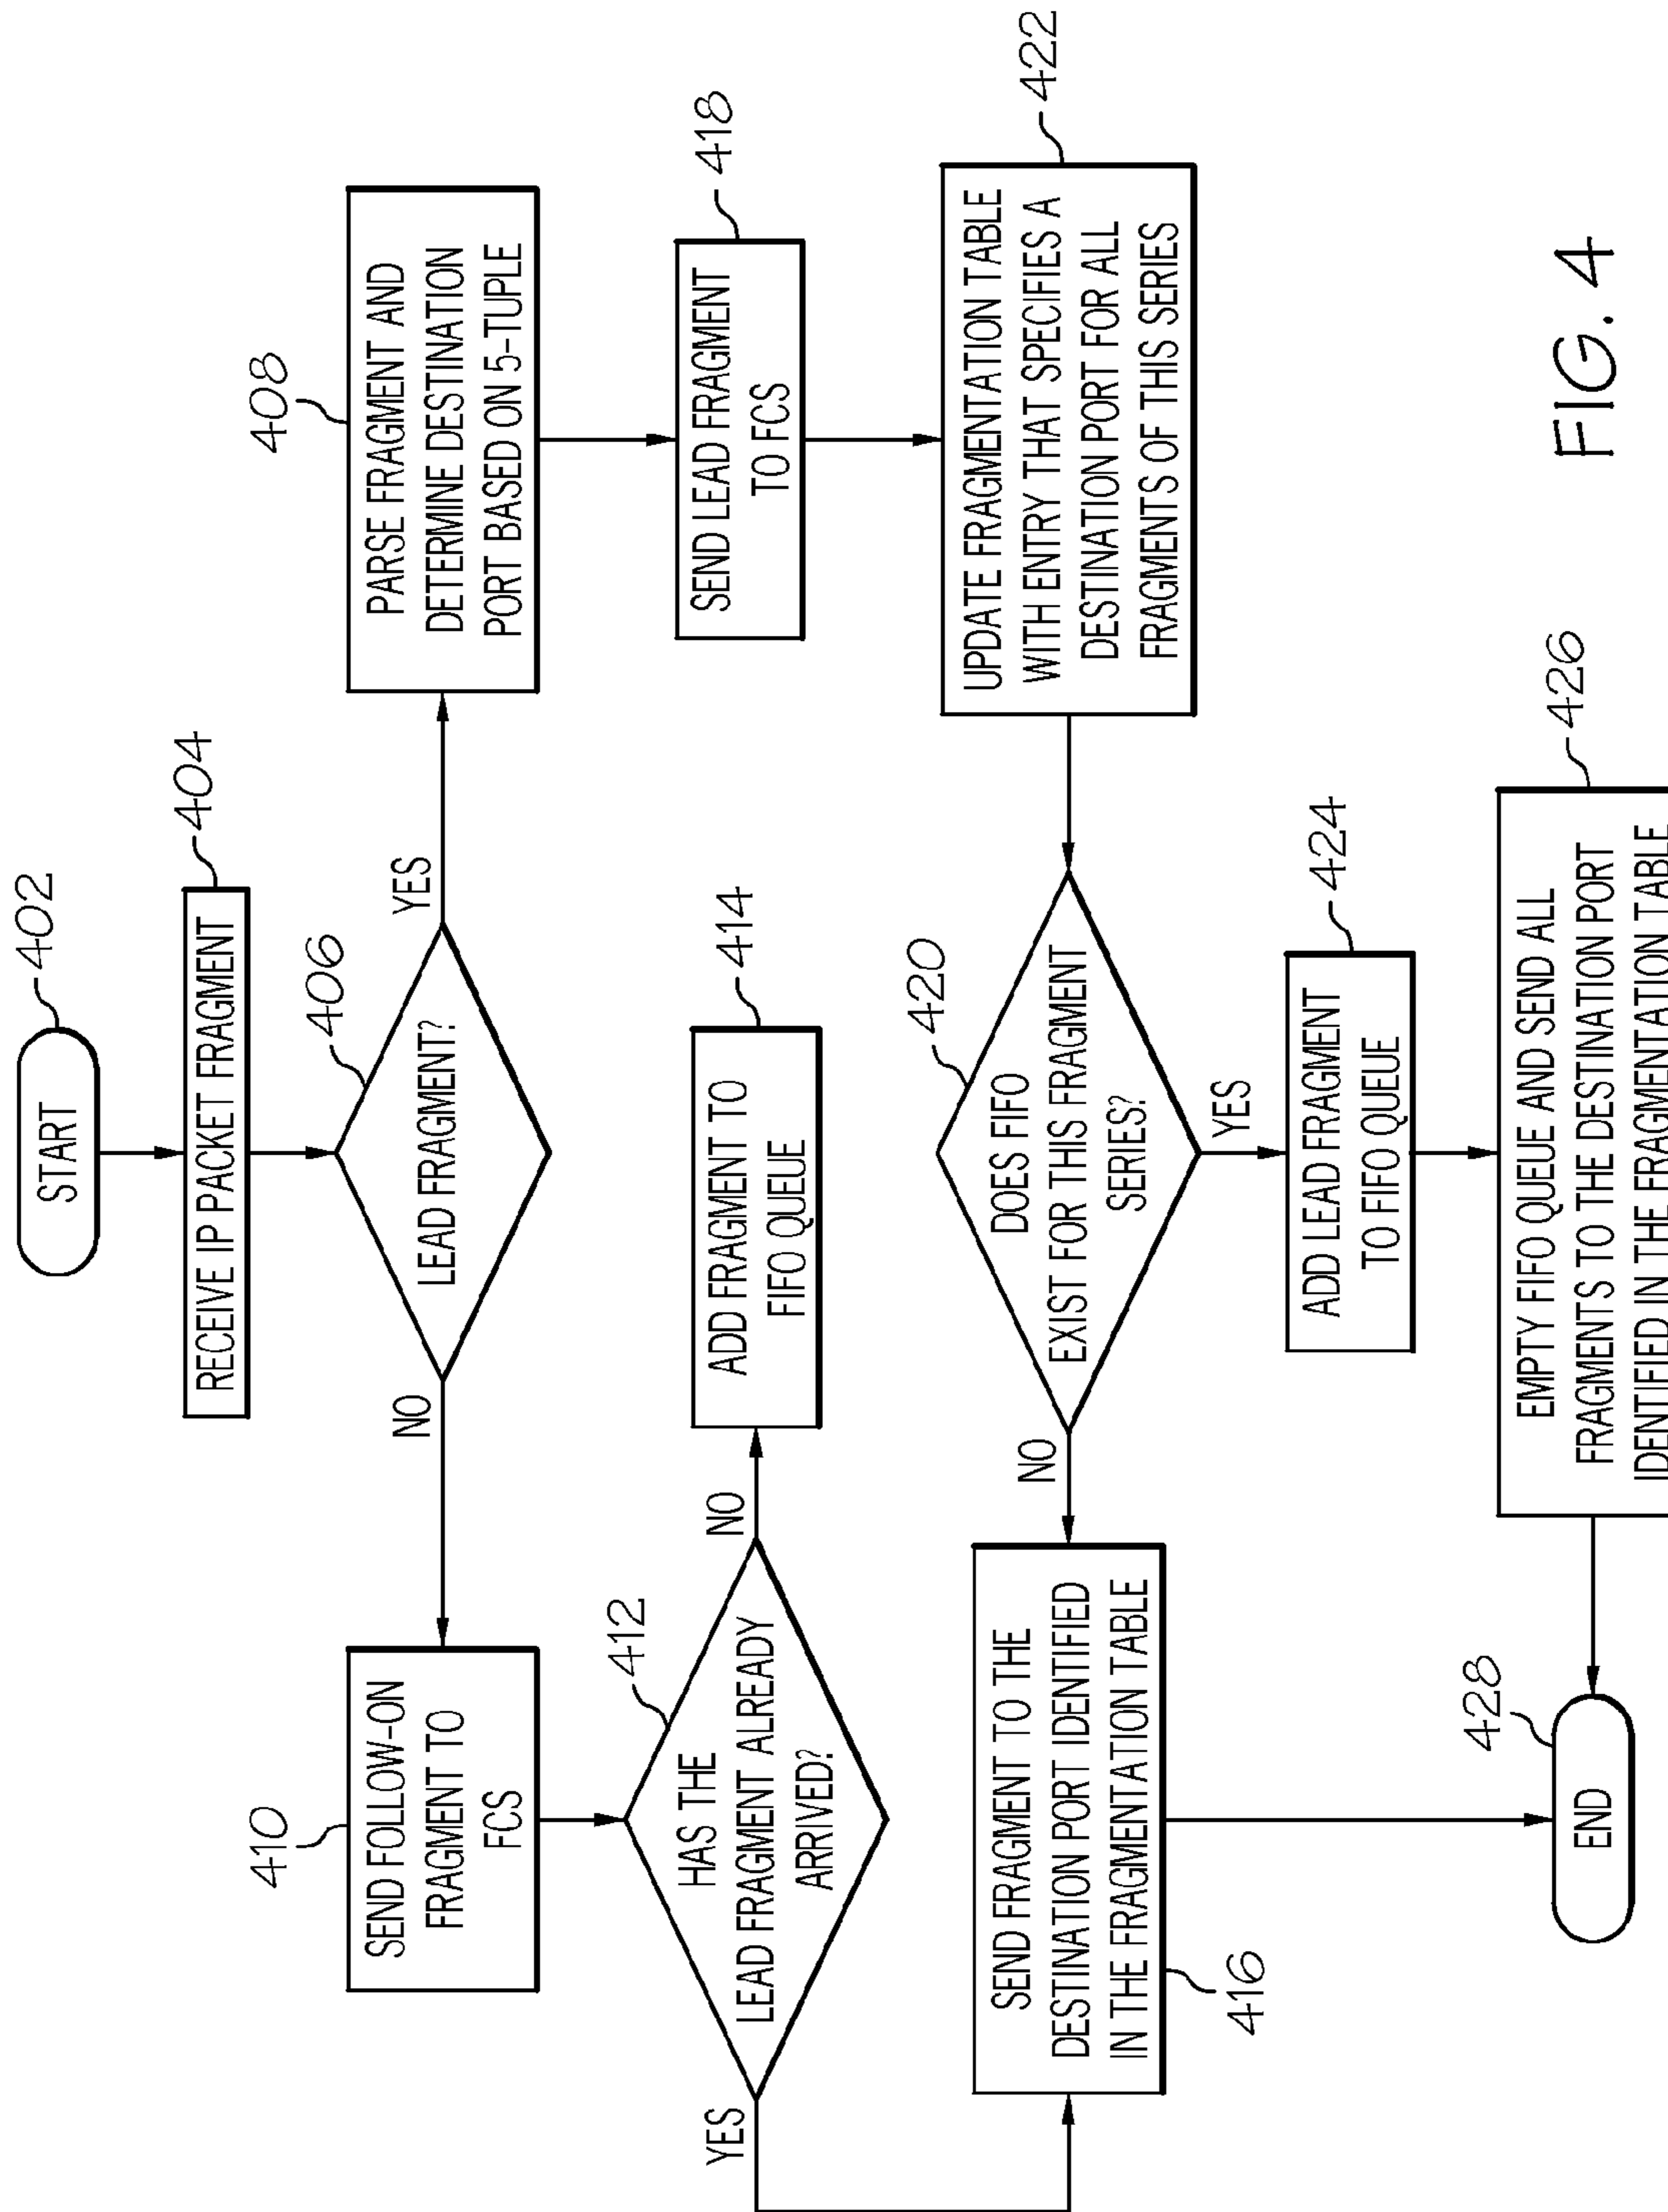 START
402
RECEIVE IP PACKET FRAGMENT
404
LEAD FRAGMENT?
406
NO
YES
SEND FOLLOW-ON
FRAGMENT TO
FCS
410
PARSE FRAGMENT AND
DETERMINE DESTINATION
PORT BASED ON 5-TUPLE
408
HAS THE
LEAD FRAGMENT ALREADY
ARRIVED?
412
YES
NO
ADD FRAGMENT TO
FIFO QUEUE
414
SEND LEAD FRAGMENT
TO FCS
418
UPDATE FRAGMENTATION TABLE
WITH ENTRY THAT SPECIFIES A
DESTINATION PORT FOR ALL
FRAGMENTS OF THIS SERIES
422
DOES FIFO
EXIST FOR THIS FRAGMENT
SERIES?
420
NO
YES
SEND FRAGMENT TO THE
DESTINATION PORT IDENTIFIED
IN THE FRAGMENTATION TABLE
416
ADD LEAD FRAGMENT
TO FIFO QUEUE
424
EMPTY FIFO QUEUE AND SEND ALL
FRAGMENTS TO THE DESTINATION PORT
IDENTIFIED IN THE FRAGMENTATION TABLE
426
END
428
FIG. 4